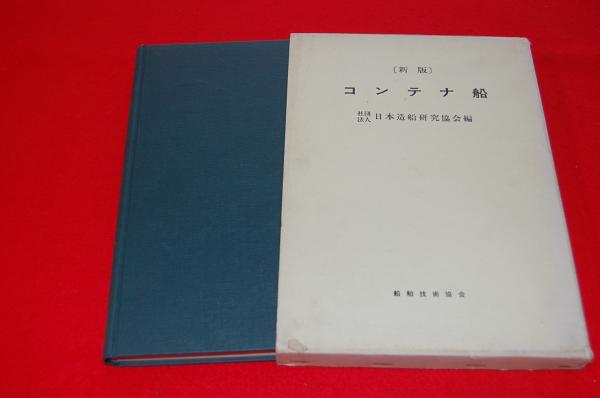 〔新版〕
コンテナ船
社団法人 日本造船研究協会編
船舶技術協会